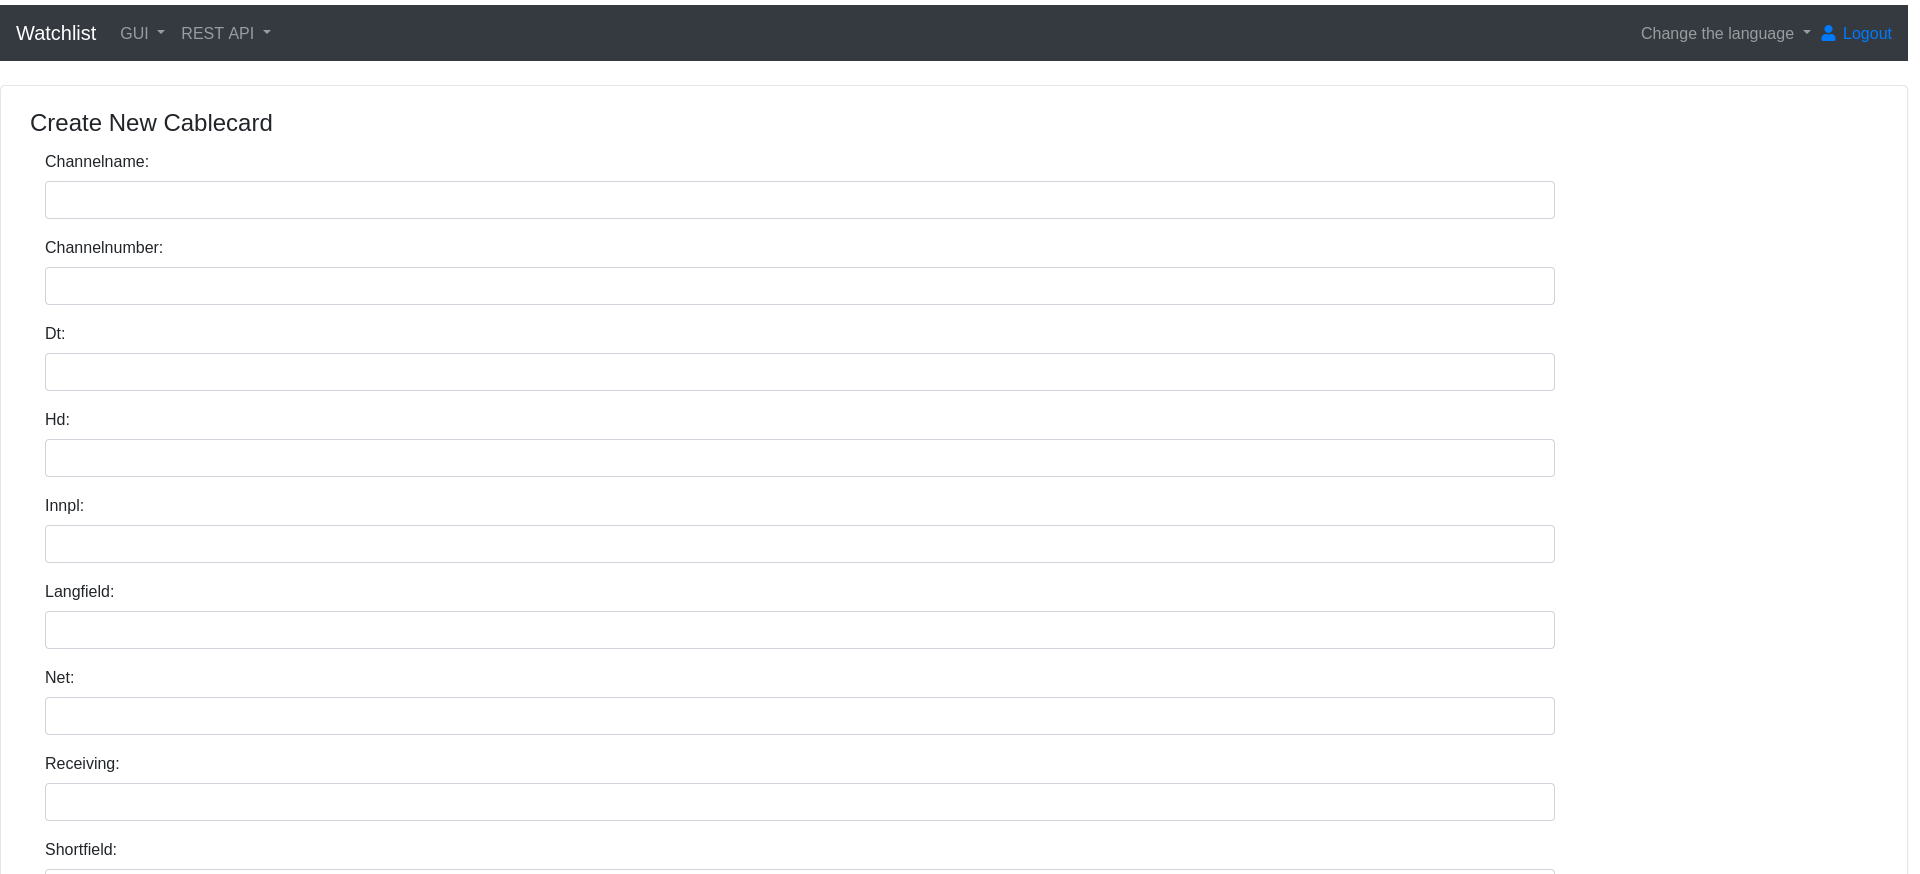 Watchlist GUI REST API Change the language Logout
Create New Cablecard
Channelname:
Channelnumber:
Dt:
Hd:
Innpl:
Langfield:
Net:
Receiving:
Shortfield: